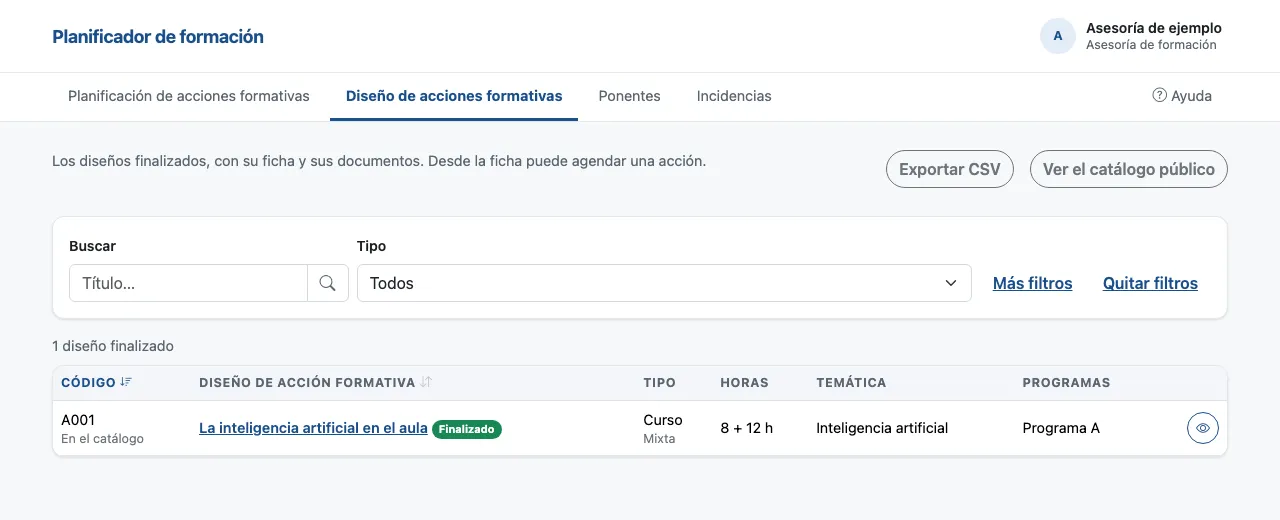 Planificador de formación
A
Asesoría de ejemplo
Asesoría de formación
Planificación de acciones formativas
Diseño de acciones formativas
Ponentes
Incidencias
Ayuda
Los diseños finalizados, con su ficha y sus documentos. Desde la ficha puede agendar una acción.
Exportar CSV
Ver el catálogo público
Buscar
Tipo
Título...
Todos
Más filtros
Quitar filtros
1 diseño finalizado
CÓDIGO
DISEÑO DE ACCIÓN FORMATIVA
TIPO
HORAS
TEMÁTICA
PROGRAMAS
A001
En el catálogo
La inteligencia artificial en el aula
Finalizado
Curso
Mixta
8 + 12 h
Inteligencia artificial
Programa A